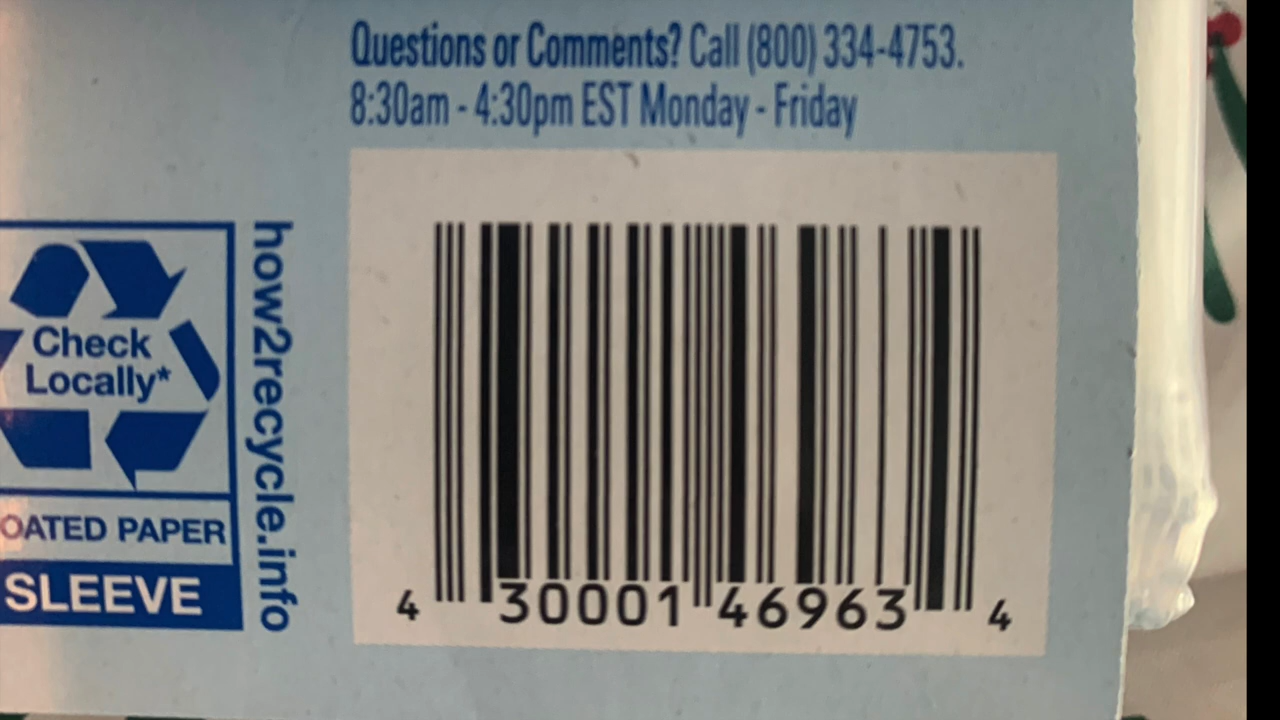 Questions or Comments? Call (800) 334-4753.
8:30am - 4:30pm EST Monday - Friday
Check
Locally*
OATED PAPER
SLEEVE
how2recycle.info
4 30001 46963 4